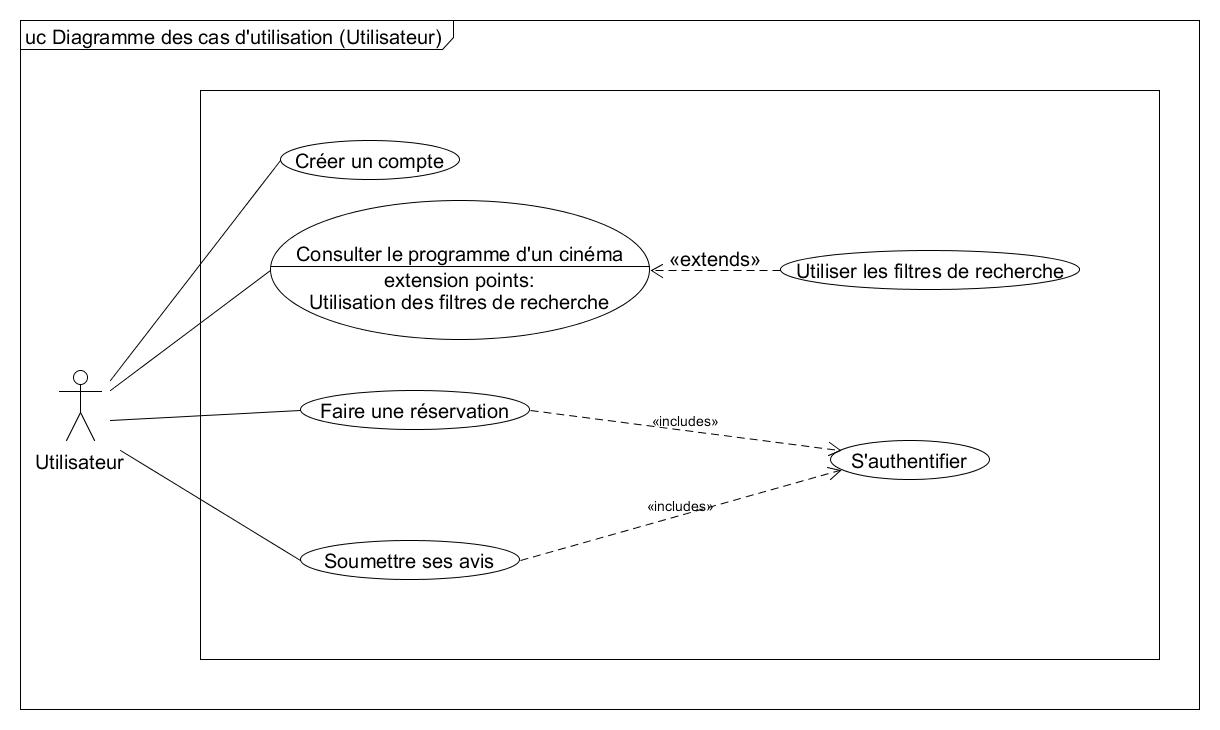 uc Diagramme des cas d'utilisation (Utilisateur)
Créer un compte
Consulter le programme d'un cinéma
extension points:
Utilisation des filtres de recherche
«extends»
Utiliser les filtres de recherche
Faire une réservation
«includes»
S'authentifier
Utilisateur
«includes»
Soumettre ses avis